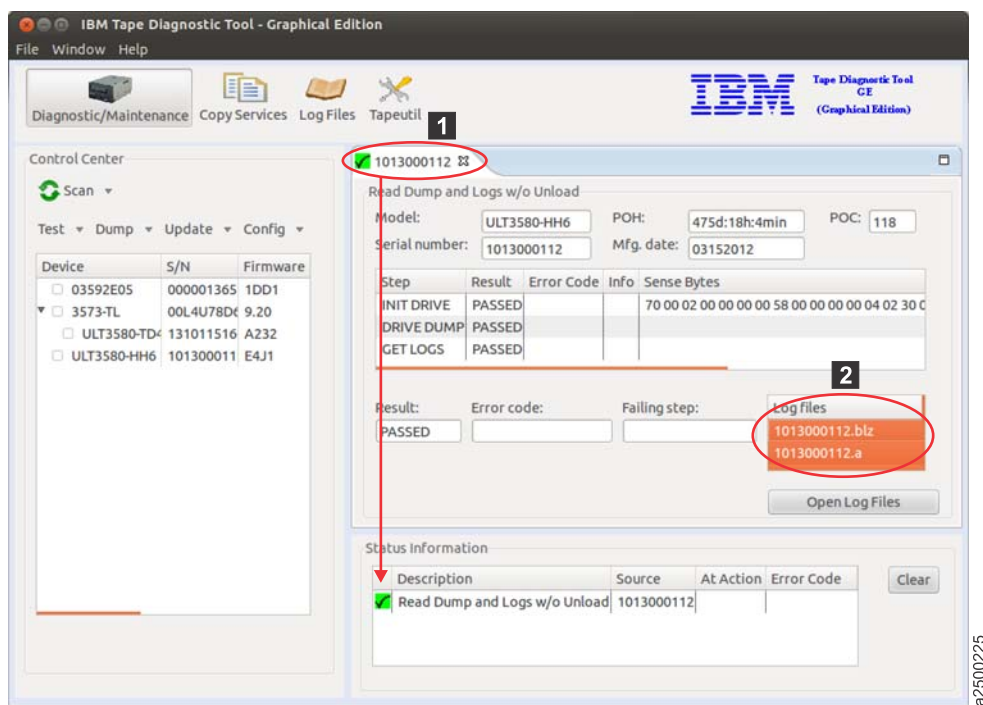 IBM Tape Diagnostic Tool - Graphical Edition
File Window Help
Diagnostic/Maintenance Copy Services Log Files Tapeutil
IBM
Tape Diagnostic Tool
GE
(Graphical Edition)
1
Control Center
Scan
Test Dump Update Config
Device S/N Firmware
03592E05 000001365 1DD1
3573-TL 00L4U78D 9.20
ULT3580-TD4 131011516 A232
ULT3580-HH6 101300011 E4J1
1013000112
Read Dump and Logs w/o Unload
Model: ULT3580-HH6 POH: 475d:18h:4min POC: 118
Serial number: 1013000112 Mfg. date: 03152012
Step Result Error Code Info Sense Bytes
INIT DRIVE PASSED 70 00 02 00 00 00 00 58 00 00 00 00 04 02 30 0
DRIVE DUMP PASSED
GET LOGS PASSED
2
Result: Error code: Failing step: Log files
PASSED 1013000112.blz
1013000112.a
Open Log Files
Status Information
Description Source At Action Error Code Clear
Read Dump and Logs w/o Unload 1013000112
a2500225